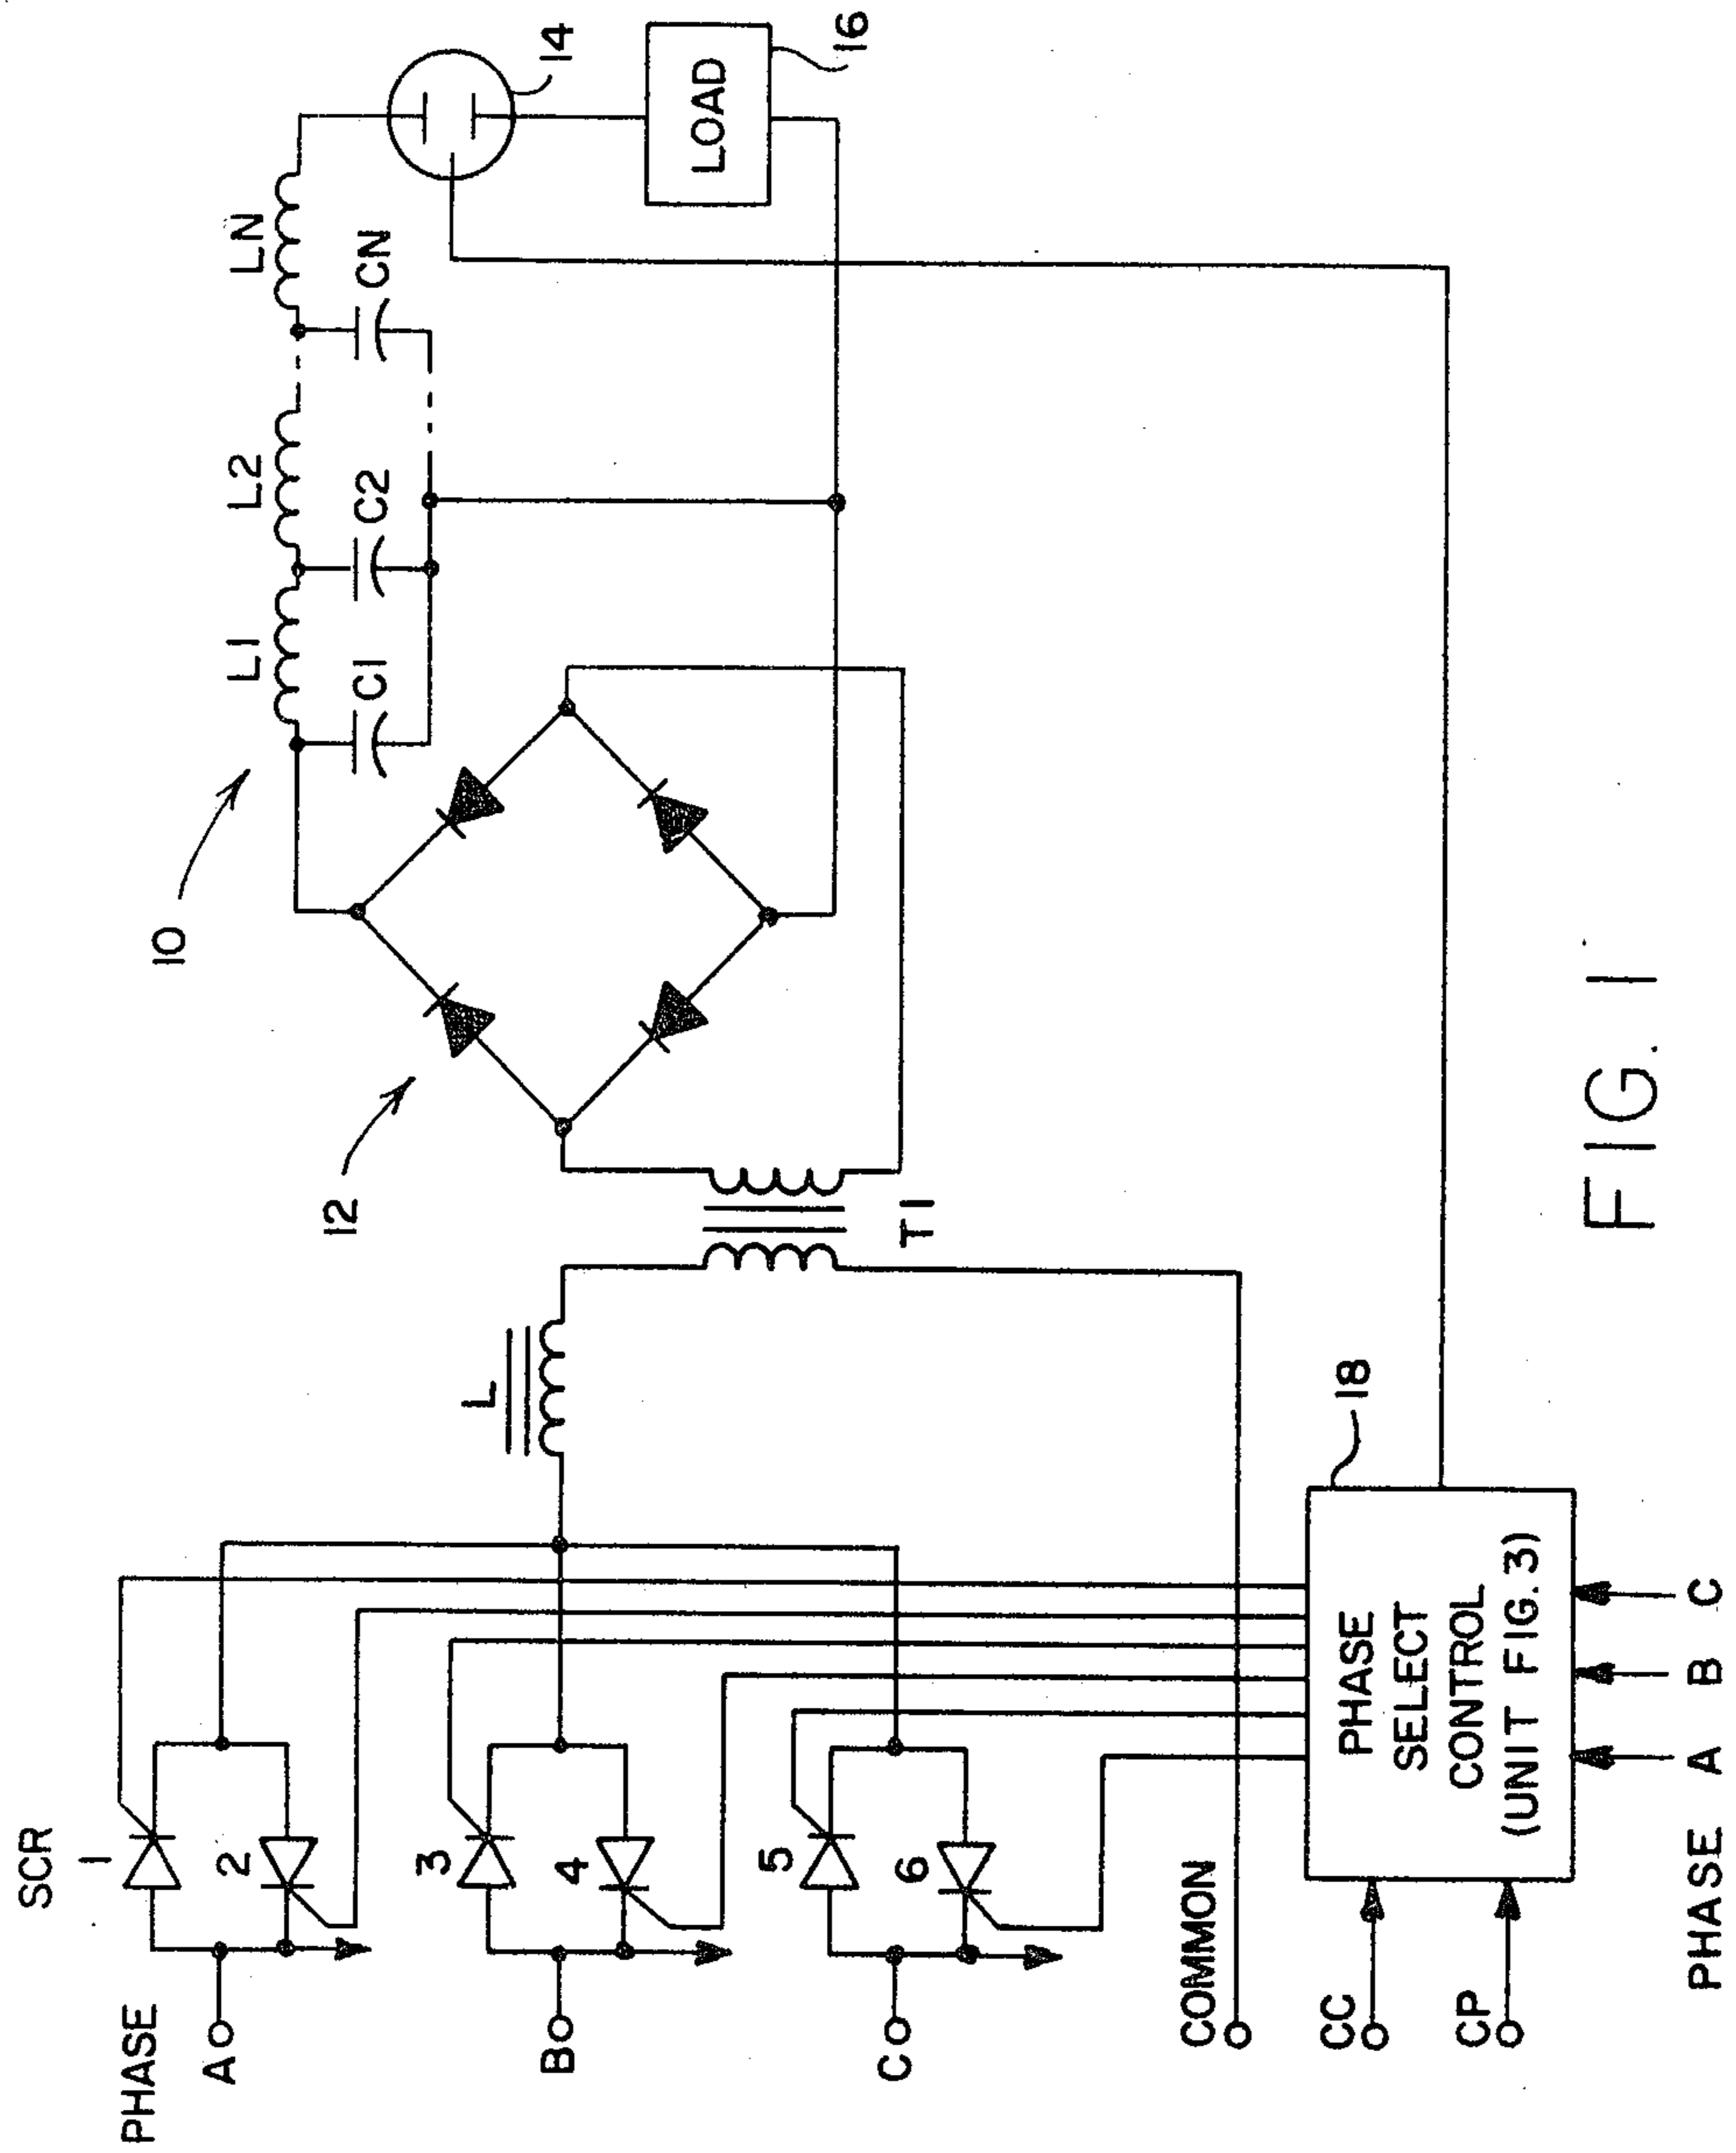 SCR
1
2
3
4
5
6
PHASE
A
B
C
COMMON
CC
CP
PHASE
SELECT
CONTROL
(UNIT FIG.3)
18
PHASE A B C
L
T1
12
10
L1
L2
LN
C1
C2
CN
14
LOAD
16
FIG. 1